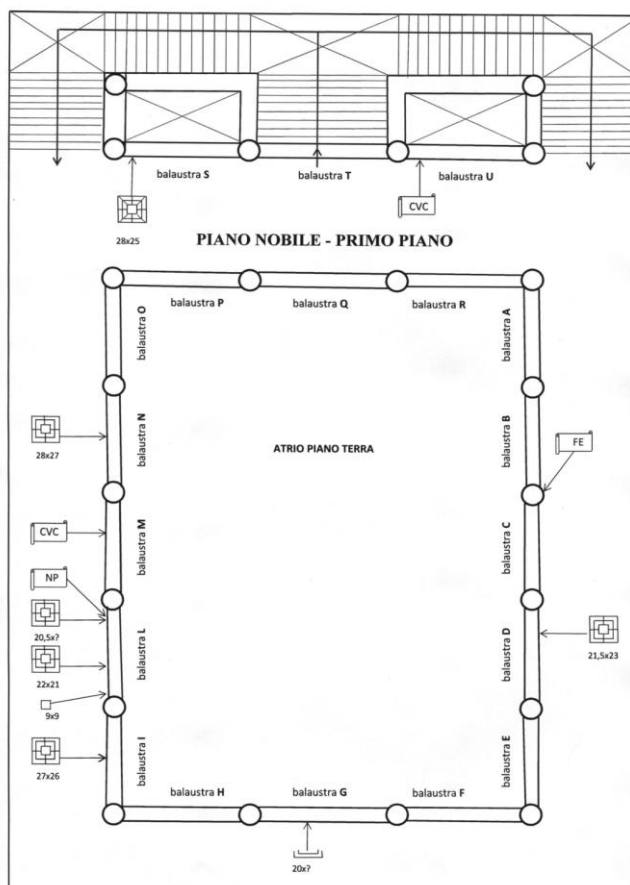 balaustra S
balaustra T
balaustra U
28x25
CVC
PIANO NOBILE - PRIMO PIANO
balaustra P
balaustra Q
balaustra R
balaustra O
balaustra A
balaustra N
balaustra B
28x27
ATRIO PIANO TERRA
FE
balaustra M
balaustra C
CVC
NP
20,5x?
balaustra L
balaustra D
22x21
21,5x23
9x9
balaustra I
balaustra E
27x26
balaustra H
balaustra G
balaustra F
20x?